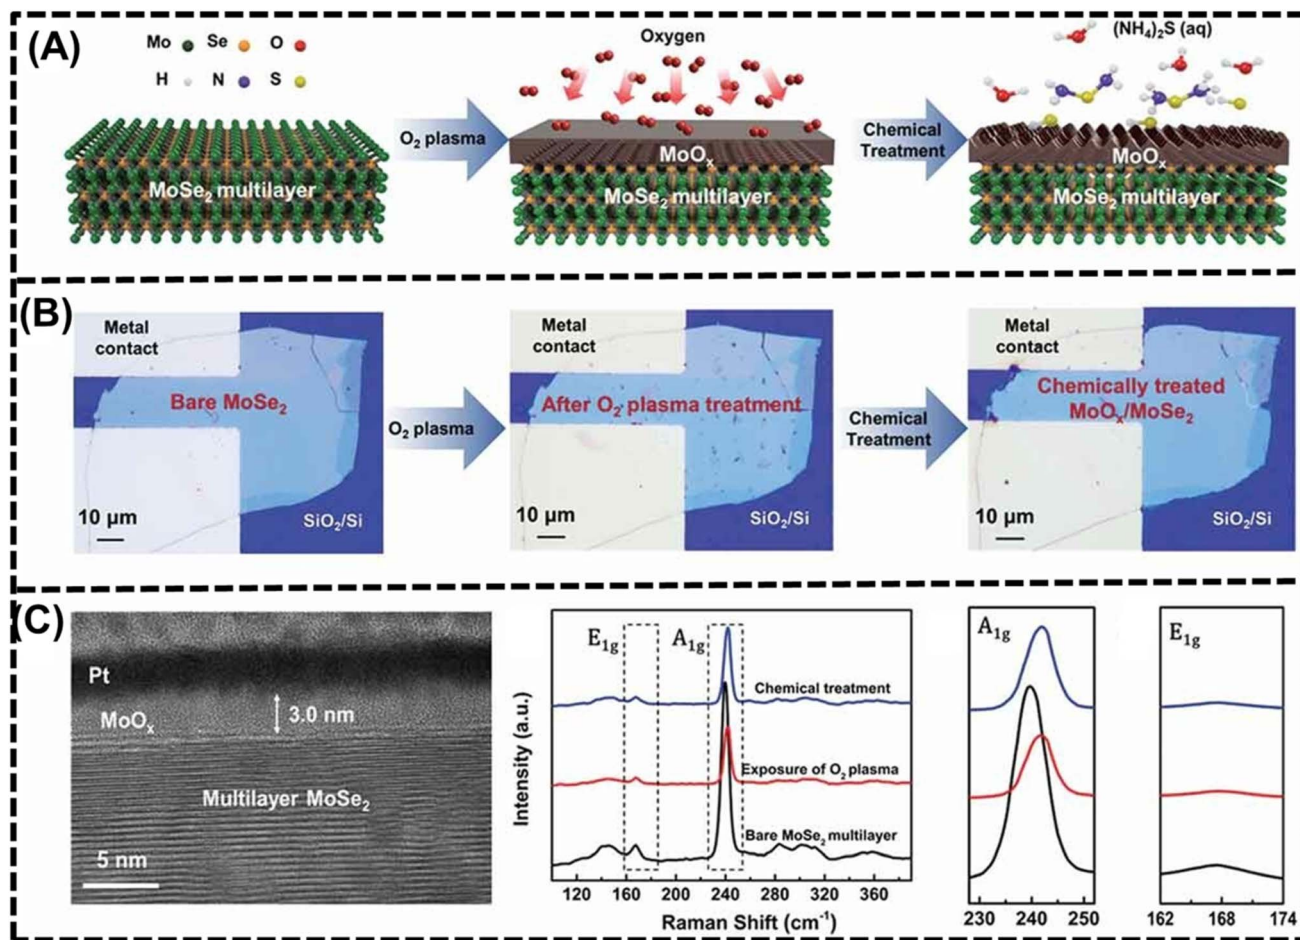 (A)
Mo Se O
H N S
MoSe2 multilayer
O2 plasma
Oxygen
MoOx
MoSe2 multilayer
Chemical
Treatment
(NH4)2S (aq)
MoOx
MoSe2 multilayer
(B)
Metal
contact
Bare MoSe2
10 μm
SiO2/Si
O2 plasma
Metal
contact
After O2 plasma treatment
10 μm
SiO2/Si
Chemical
Treatment
Metal
contact
Chemically treated
MoOx/MoSe2
10 μm
SiO2/Si
(C)
Pt
MoOx
3.0 nm
Multilayer MoSe2
5 nm
Intensity (a.u.)
E1g
A1g
Chemical treatment
Exposure of O2 plasma
Bare MoSe2 multilayer
120 160 200 240 280 320 360
Raman Shift (cm-1)
A1g
230 240 250
E1g
162 168 174